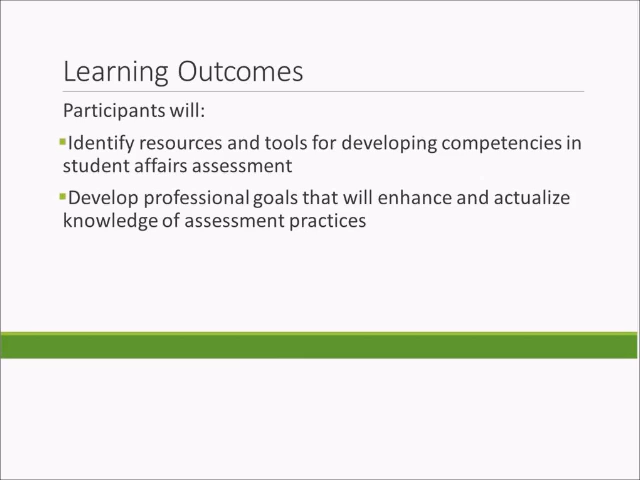 Learning Outcomes
Participants will:
▪Identify resources and tools for developing competencies in
student affairs assessment
▪Develop professional goals that will enhance and actualize
knowledge of assessment practices